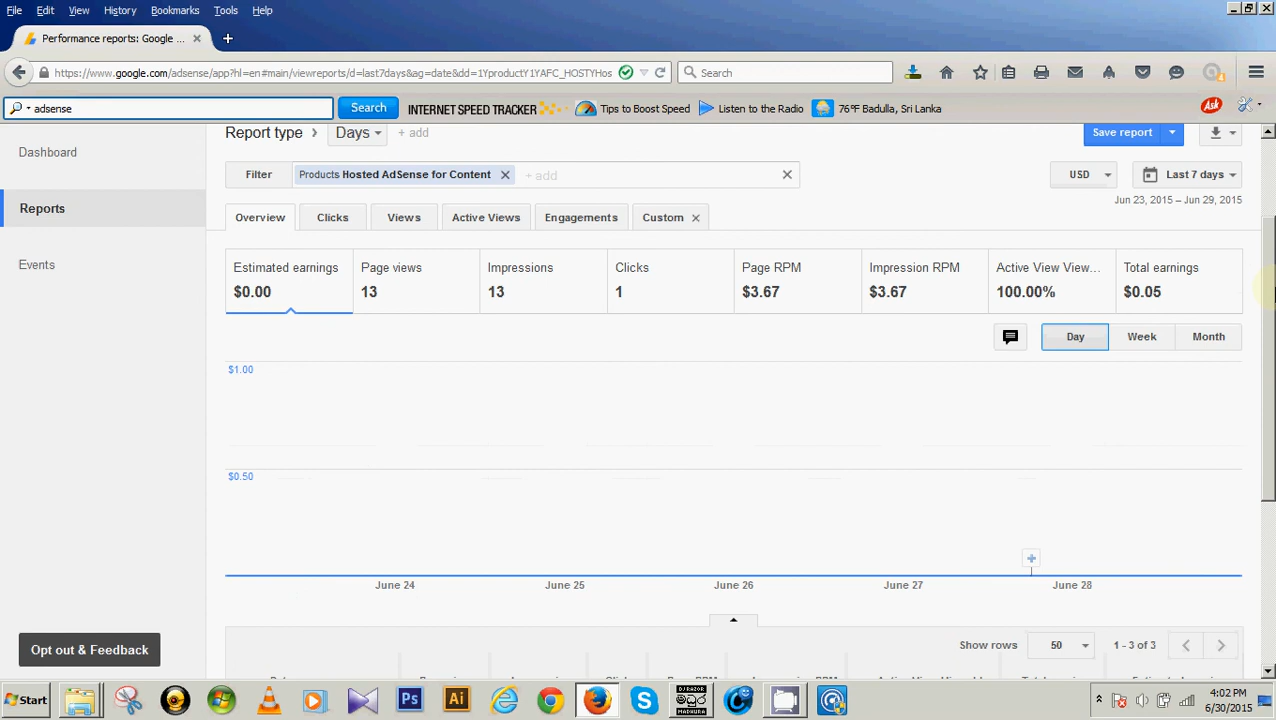 File Edit View History Bookmarks Tools Help
Performance reports: Google ...
https://www.google.com/adsense/app?hl=en#main/viewreports/d=last7days&ag=date&dd=1YproductY1YAFC_HOSTYHos
Search
adsense Search INTERNET SPEED TRACKER Tips to Boost Speed Listen to the Radio 76°F Badulla, Sri Lanka Ask
Report type Days + add Save report
Dashboard
Filter Products Hosted AdSense for Content + add USD Last 7 days
Jun 23, 2015 – Jun 29, 2015
Reports
Overview Clicks Views Active Views Engagements Custom
Events
Estimated earnings Page views Impressions Clicks Page RPM Impression RPM Active View View... Total earnings
$0.00 13 13 1 $3.67 $3.67 100.00% $0.05
Day Week Month
$1.00
$0.50
June 24 June 25 June 26 June 27 June 28
Show rows 50 1 - 3 of 3
Opt out & Feedback
Start Ps Ai 4:02 PM
6/30/2015